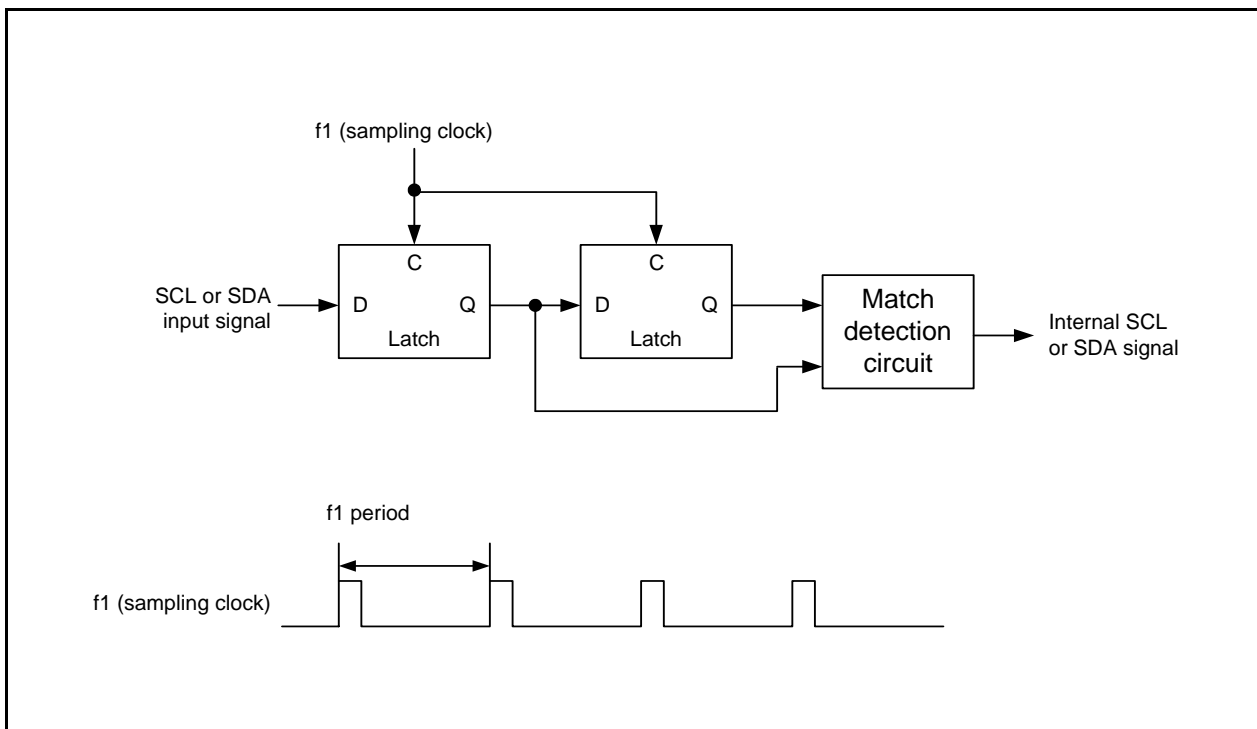 f1 (sampling clock)
C
C
SCL or SDA
input signal
D
Q
Latch
D
Q
Latch
Match
detection
circuit
Internal SCL
or SDA signal
f1 period
f1 (sampling clock)